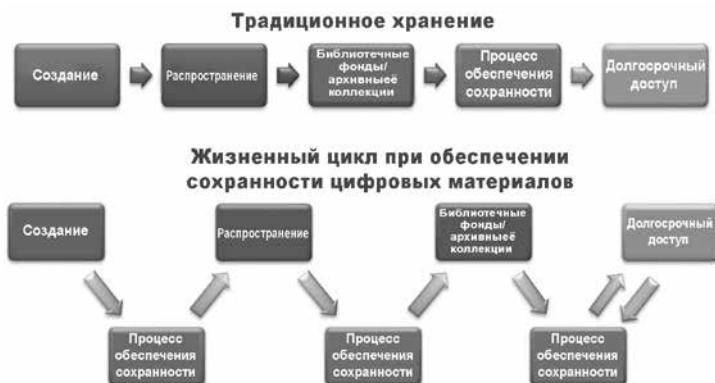 Традиционное хранение
Создание
Распространение
Библиотечные
фонды/
архивныеё
коллекции
Процесс
обеспечения
сохранности
Долгосрочный
доступ
Жизненный цикл при обеспечении
сохранности цифровых материалов
Создание
Распространение
Библиотечные
фонды/
архивныеё
коллекции
Долгосрочный
доступ
Процесс
обеспечения
сохранности
Процесс
обеспечения
сохранности
Процесс
обеспечения
сохранности